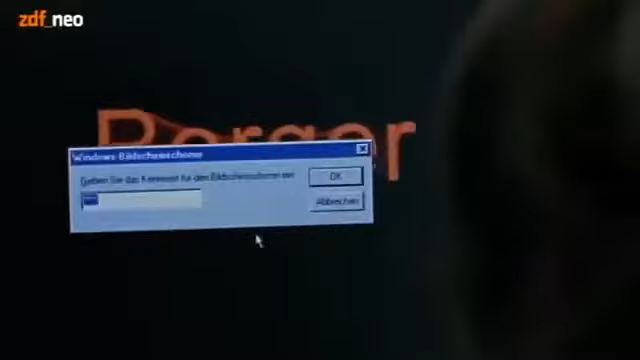 zdf_neo
Berger
Windows-Bildschirmschoner
Geben Sie das Kennwort für den Bildschirmschoner ein:
OK
Abbrechen